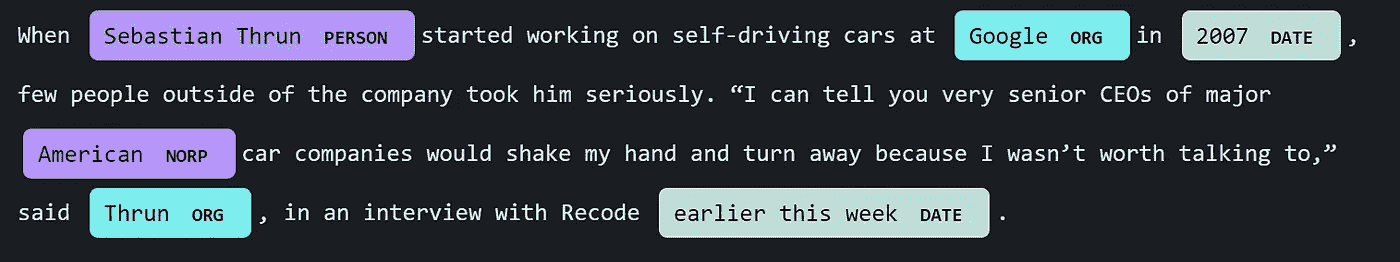 When Sebastian Thrun PERSON started working on self-driving cars at Google ORG in 2007 DATE ,
few people outside of the company took him seriously. “I can tell you very senior CEOs of major
American NORP car companies would shake my hand and turn away because I wasn’t worth talking to,”
said Thrun ORG , in an interview with Recode earlier this week DATE .